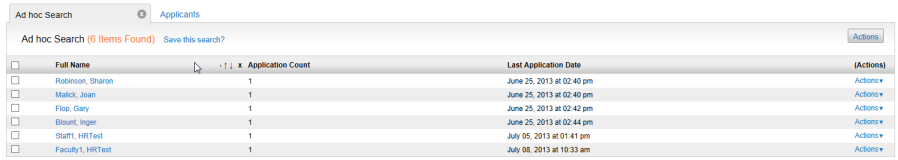 Ad hoc Search x Applicants
Ad hoc Search (6 Items Found) Save this search? Actions
Full Name ↑↓ x Application Count Last Application Date (Actions)
Robinson, Sharon 1 June 25, 2013 at 02:40 pm Actions▾
Malick, Joan 1 June 25, 2013 at 02:40 pm Actions▾
Flop, Gary 1 June 25, 2013 at 02:42 pm Actions▾
Blount, Inger 1 June 25, 2013 at 02:44 pm Actions▾
Staff1, HRTest 1 July 05, 2013 at 01:41 pm Actions▾
Faculty1, HRTest 1 July 08, 2013 at 10:33 am Actions▾